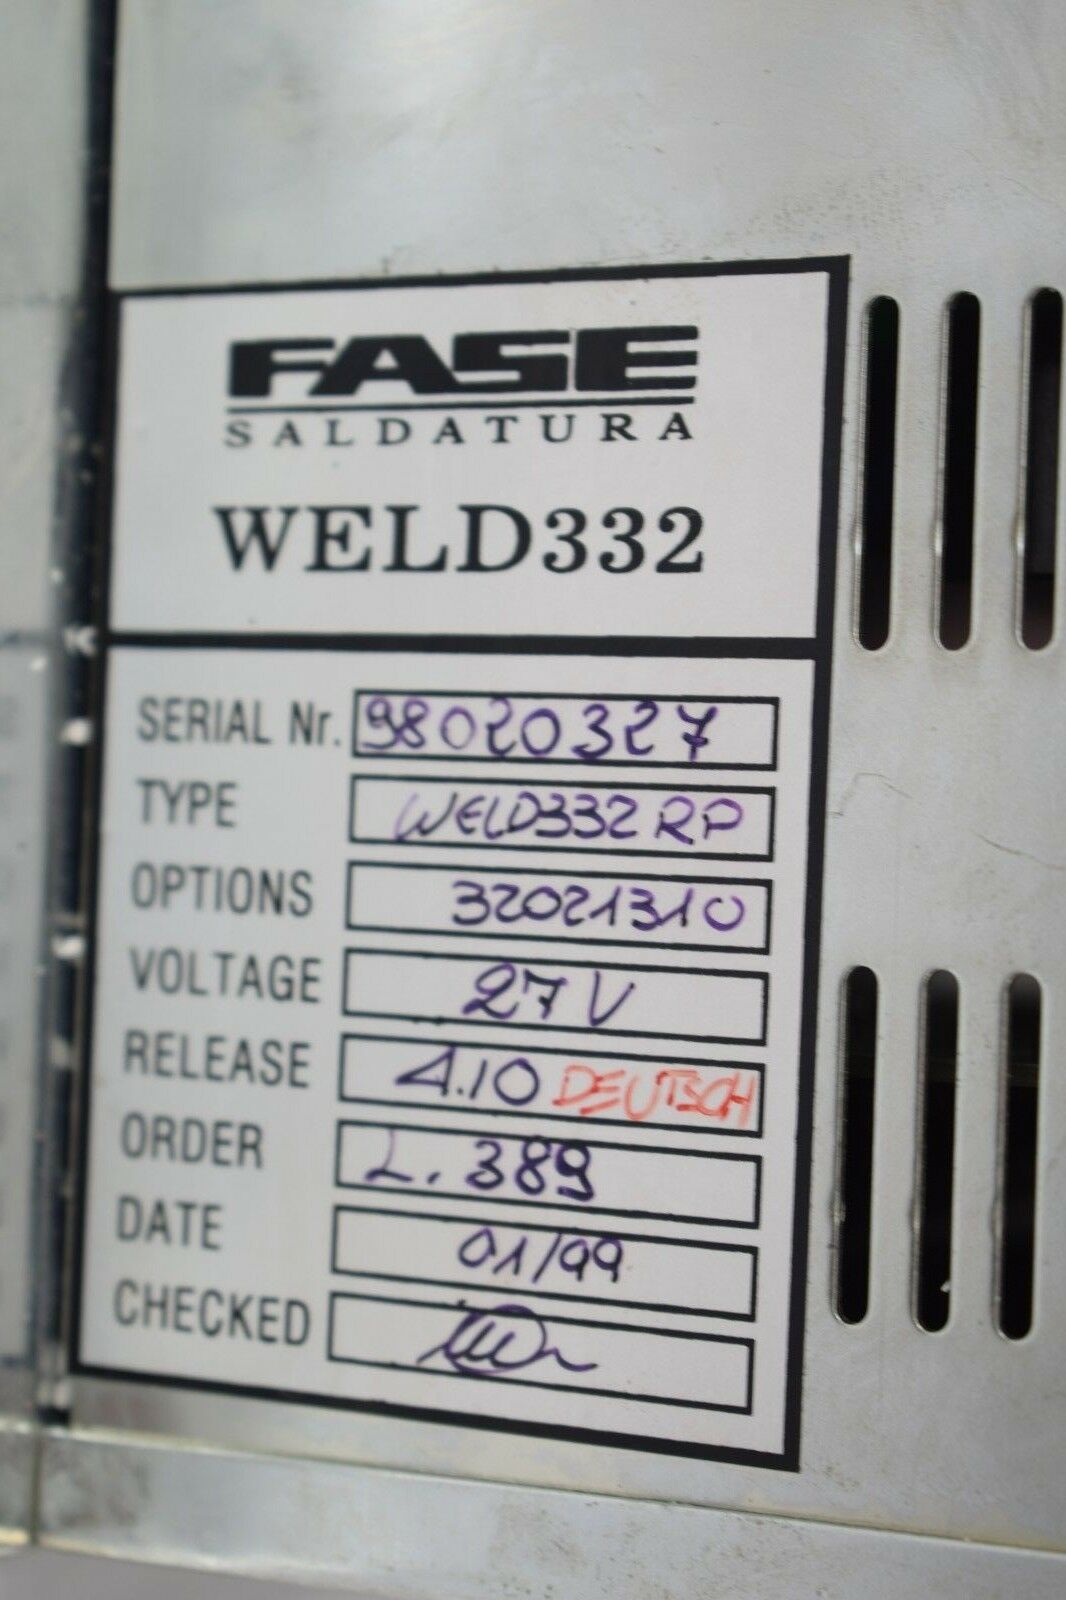 FASE
SALDATURA
WELD332
SERIAL Nr. 98020327
TYPE WELD332 RP
OPTIONS 32021310
VOLTAGE 27V
RELEASE 4.10 DEUTSCH
ORDER L. 389
DATE 01/99
CHECKED